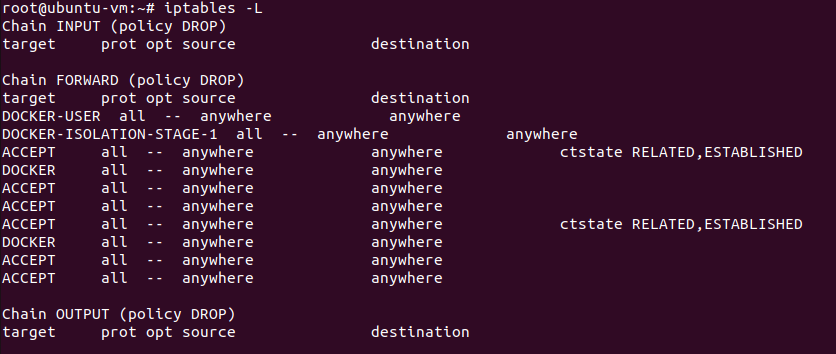 root@ubuntu-vm:~# iptables -L
Chain INPUT (policy DROP)
target     prot opt source               destination

Chain FORWARD (policy DROP)
target     prot opt source               destination
DOCKER-USER  all  --  anywhere             anywhere
DOCKER-ISOLATION-STAGE-1  all  --  anywhere             anywhere
ACCEPT     all  --  anywhere             anywhere             ctstate RELATED,ESTABLISHED
DOCKER     all  --  anywhere             anywhere
ACCEPT     all  --  anywhere             anywhere
ACCEPT     all  --  anywhere             anywhere
ACCEPT     all  --  anywhere             anywhere             ctstate RELATED,ESTABLISHED
DOCKER     all  --  anywhere             anywhere
ACCEPT     all  --  anywhere             anywhere
ACCEPT     all  --  anywhere             anywhere

Chain OUTPUT (policy DROP)
target     prot opt source               destination